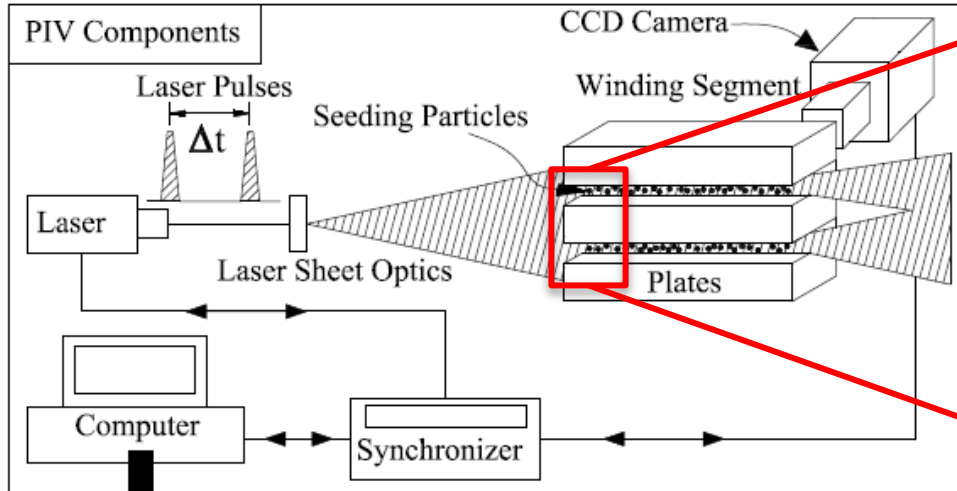 PIV Components
CCD Camera
Laser Pulses
Winding Segment
Δt
Seeding Particles
Laser
Laser Sheet Optics
Plates
Computer
Synchronizer